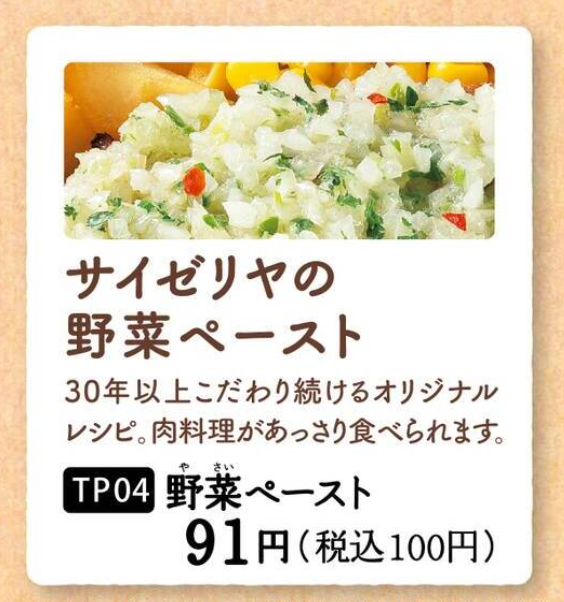 サイゼリヤの
野菜ペースト
30年以上こだわり続けるオリジナル
レシピ。肉料理があっさり食べられます。
TP04 野菜ペースト
やさい
91円(税込100円)